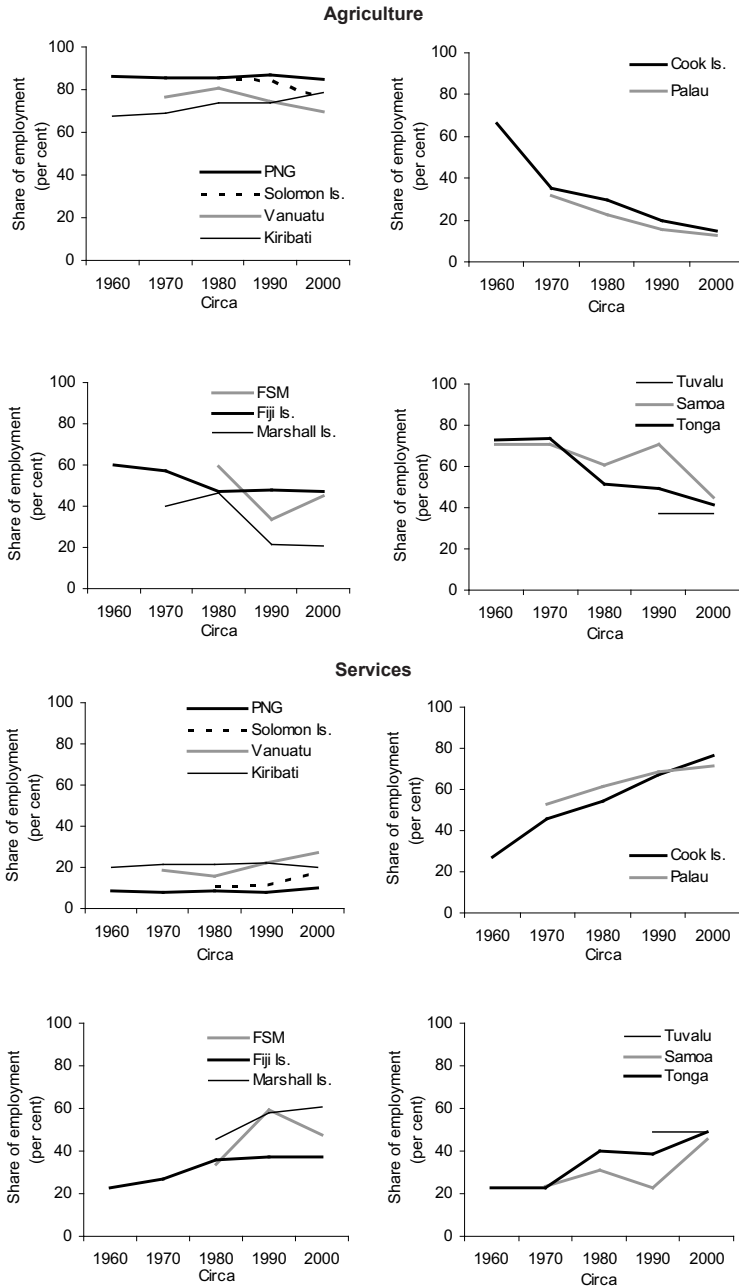 Agriculture
Share of employment
(per cent)
100
80
60
40
20
0
PNG
Solomon Is.
Vanuatu
Kiribati
1960 1970 1980 1990 2000
Circa
Share of employment
(per cent)
100
80
60
40
20
0
Cook Is.
Palau
1960 1970 1980 1990 2000
Circa
Share of employment
(per cent)
100
80
60
40
20
0
FSM
Fiji Is.
Marshall Is.
1960 1970 1980 1990 2000
Circa
Share of employment
(per cent)
100
80
60
40
20
0
Tuvalu
Samoa
Tonga
1960 1970 1980 1990 2000
Circa
Services
Share of employment
(per cent)
100
80
60
40
20
0
PNG
Solomon Is.
Vanuatu
Kiribati
1960 1970 1980 1990 2000
Circa
Share of employment
(per cent)
100
80
60
40
20
0
Cook Is.
Palau
1960 1970 1980 1990 2000
Circa
Share of employment
(per cent)
100
80
60
40
20
0
FSM
Fiji Is.
Marshall Is.
1960 1970 1980 1990 2000
Circa
Share of employment
(per cent)
100
80
60
40
20
0
Tuvalu
Samoa
Tonga
1960 1970 1980 1990 2000
Circa